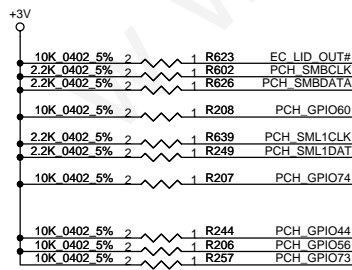 +3V
10K_0402_5% 2 1 R623 EC_LID_OUT#
2.2K_0402_5% 2 1 R602 PCH_SMBCLK
2.2K_0402_5% 2 1 R626 PCH_SMBDATA
10K_0402_5% 2 1 R208 PCH_GPIO60
2.2K_0402_5% 2 1 R639 PCH_SML1CLK
2.2K_0402_5% 2 1 R249 PCH_SML1DAT
10K_0402_5% 2 1 R207 PCH_GPIO74
10K_0402_5% 2 1 R244 PCH_GPIO44
10K_0402_5% 2 1 R206 PCH_GPIO56
10K_0402_5% 2 1 R257 PCH_GPIO73